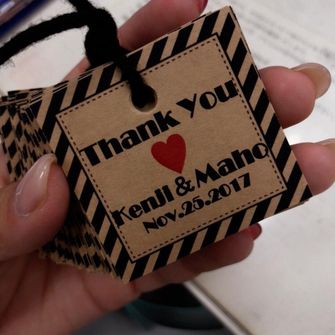 Thank You
Kenji & Maho
Nov.25.2017